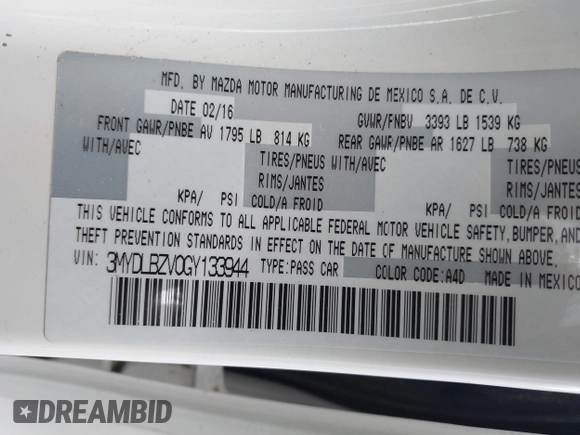 MFD. BY MAZDA MOTOR MANUFACTURING DE MEXICO S.A. DE C.V.
DATE 02/16 GVWR/PNBV 3393 LB 1539 KG
FRONT GAWR/PNBE AV 1795 LB 814 KG REAR GAWR/PNBE AR 1627 LB 738 KG
WITH/AVEC TIRES/PNEUS WITH/AVEC TIRES/PNEUS
RIMS/JANTES RIMS/JANTES
KPA/ PSI COLD/A FROID KPA/ PSI COLD/A FROID
THIS VEHICLE CONFORMS TO ALL APPLICABLE FEDERAL MOTOR VEHICLE SAFETY, BUMPER, AND
THEFT PREVENTION STANDARDS IN EFFECT ON THE DATE OF MANUFACTURE SHOWN ABOVE.
VIN: 3MYDLBZV0GY133944 TYPE: PASS CAR COLOR CODE: A4D MADE IN MEXICO
DREAMBID